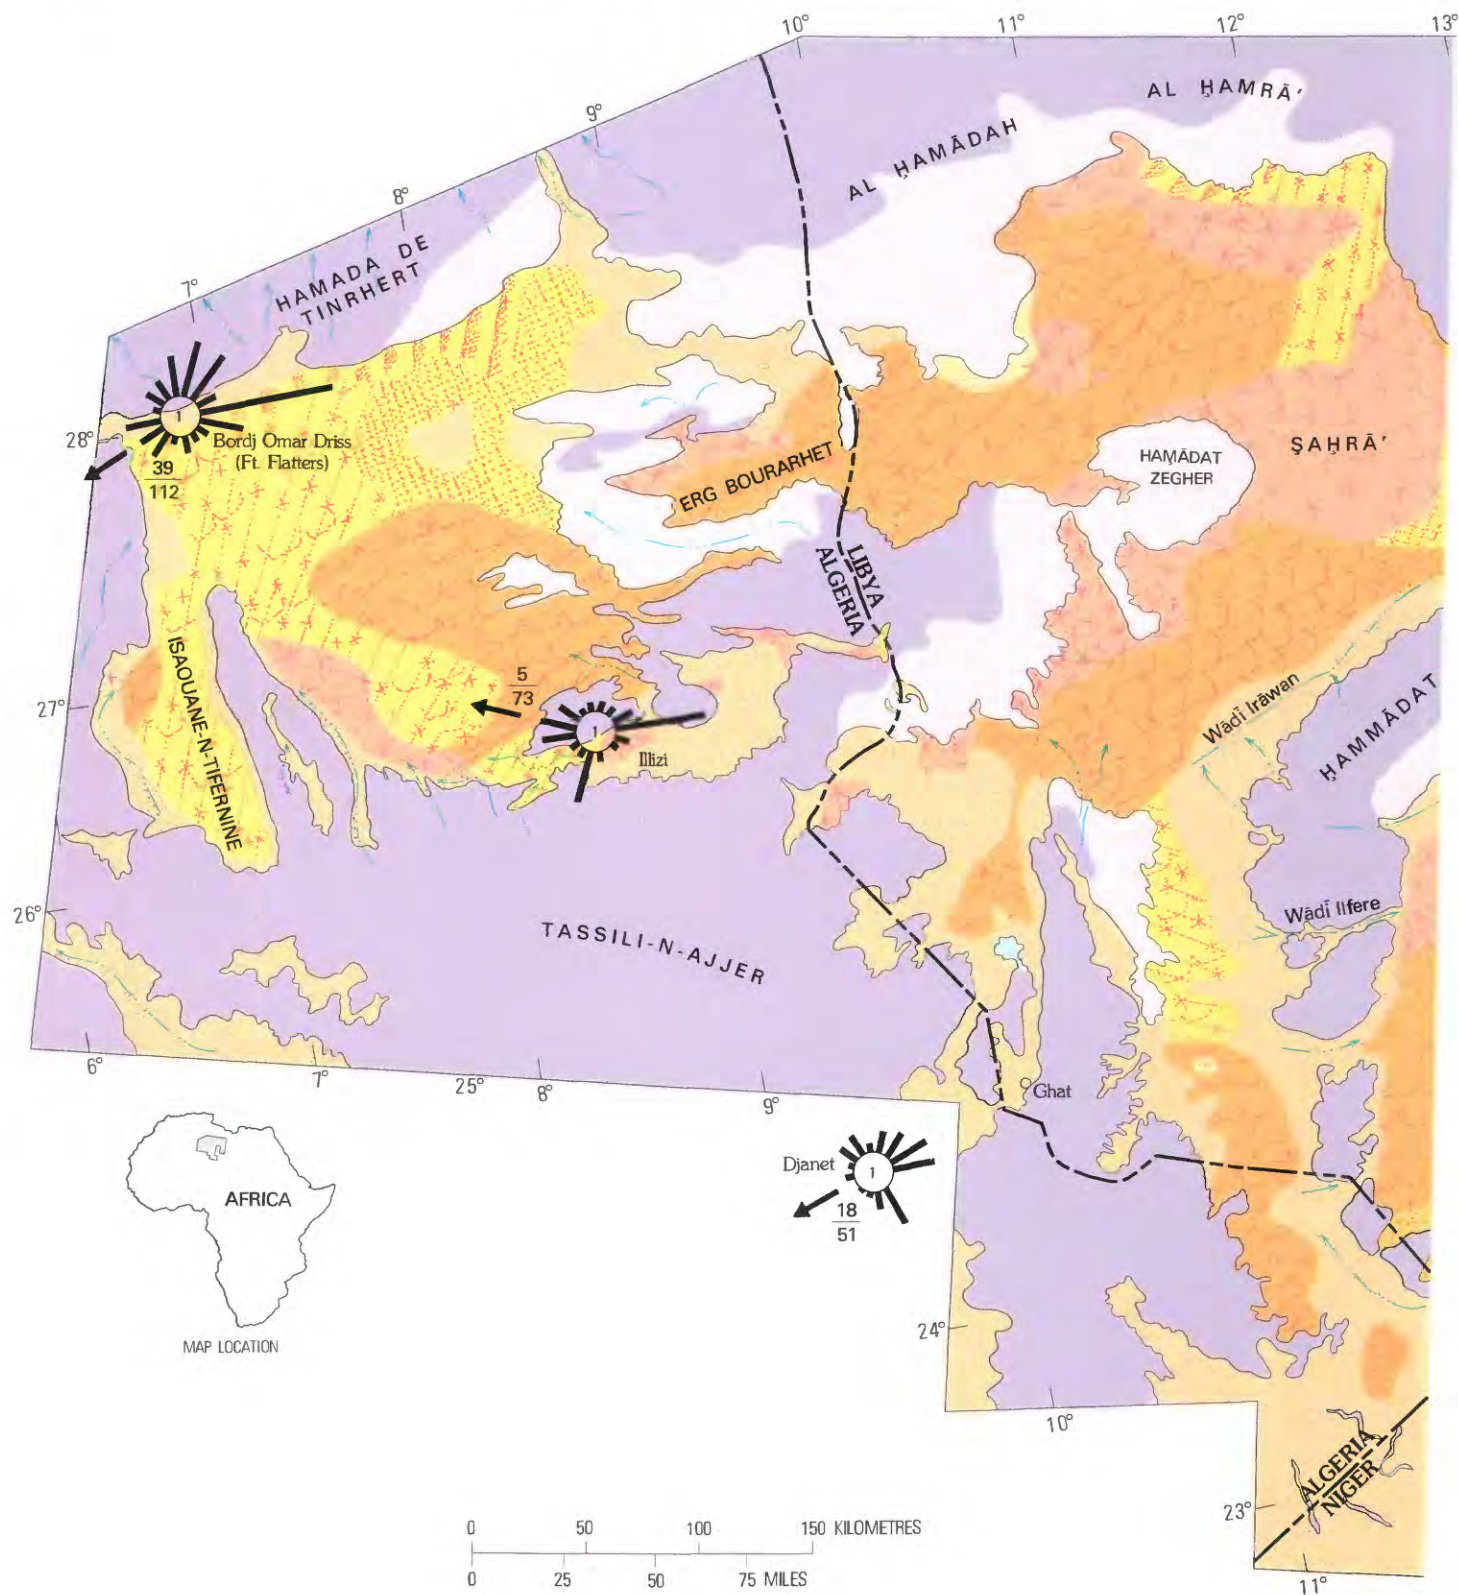 10°
11°
12°
13°
AL ḤAMRĀ'
9°
AL ḤAMĀDAH
8°
HAMADA DE
TINRHERT
7°
1
Bordj Omar Driss
(Ft. Flatters)
28°
39
112
ERG BOURARHET
HAMĀDAT
ZEGHER
ṢAḤRĀ'
LIBYA
ALGERIA
ISAOUANE-N-TIFERNINE
5
73
27°
1
Illizi
Wādī Irāwan
ḤAMMĀDAT
26°
TASSILI-N-AJJER
Wādī Ilfere
6°
7°
25°
8°
9°
Ghat
Djanet
1
18
51
AFRICA
MAP LOCATION
24°
10°
ALGERIA
NIGER
23°
11°
0 50 100 150 KILOMETRES
0 25 50 75 MILES